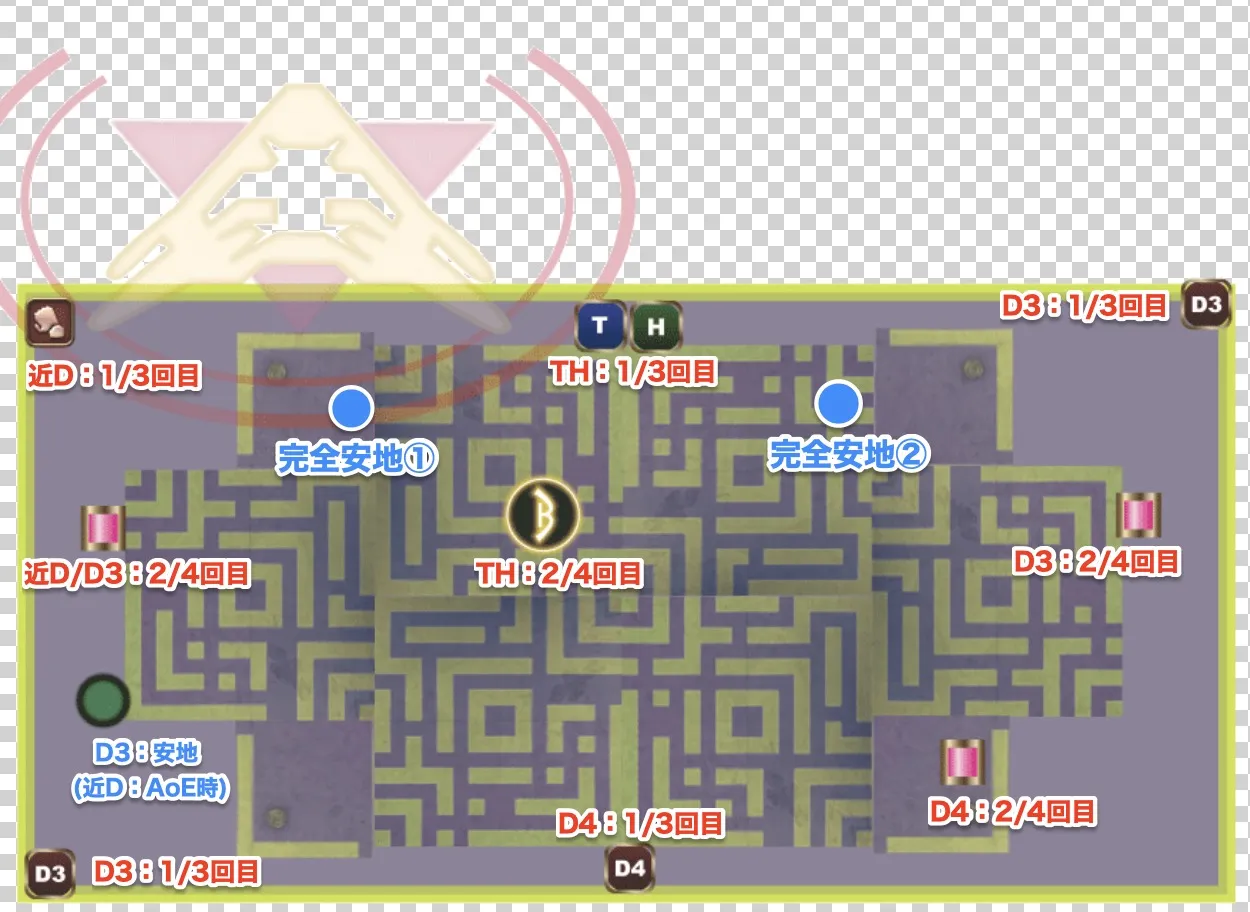 D3:1/3回目
D3
T
H
近D:1/3回目
TH:1/3回目
完全安地①
完全安地②
近D/D3:2/4回目
TH:2/4回目
D3:2/4回目
D3:安地
(近D:AoE時)
D4:2/4回目
D4:1/3回目
D3
D3:1/3回目
D4